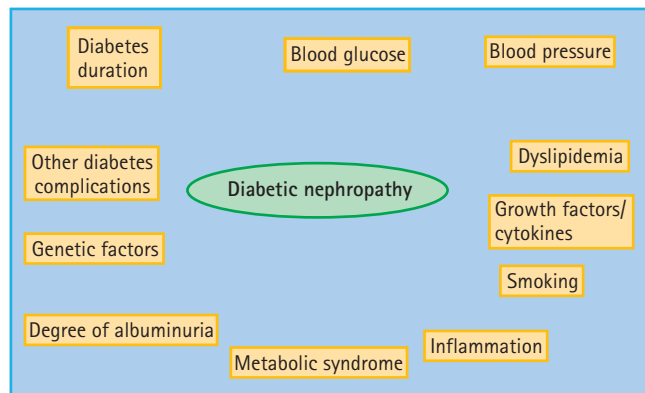 Diabetes
duration
Blood glucose
Blood pressure
Other diabetes
complications
Diabetic nephropathy
Dyslipidemia
Growth factors/
cytokines
Genetic factors
Smoking
Degree of albuminuria
Metabolic syndrome
Inflammation